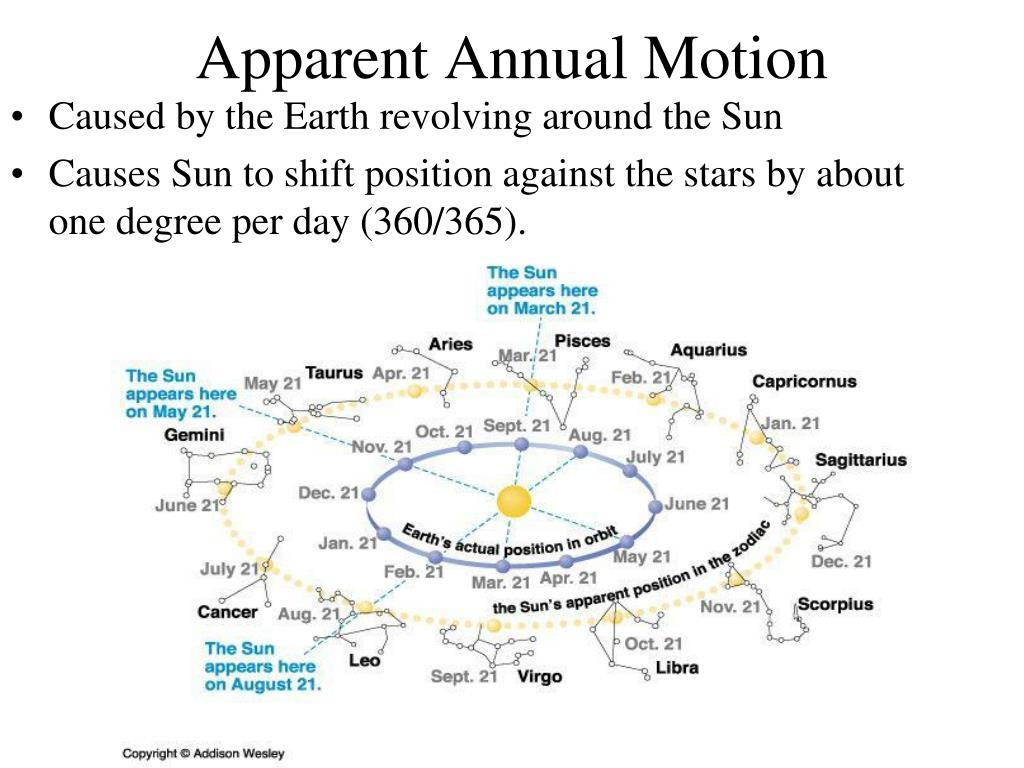 Apparent Annual Motion
• Caused by the Earth revolving around the Sun
• Causes Sun to shift position against the stars by about
one degree per day (360/365).
The Sun
appears here
on March 21.
Aries
Mar. 21
Pisces
Aquarius
The Sun
appears here
on May 21.
May 21
Taurus
Apr. 21
Feb. 21
Capricornus
Jan. 21
Gemini
Nov. 21
Oct. 21
Sept. 21
Aug. 21
July 21
Sagittarius
June 21
Dec. 21
June 21
Earth's actual position in orbit
Jan. 21
Feb. 21
Mar. 21
Apr. 21
May 21
the Sun's apparent position in the zodiac
Dec. 21
July 21
Cancer
Aug. 21
Nov. 21
Scorpius
The Sun
appears here
on August 21.
Leo
Sept. 21
Virgo
Oct. 21
Libra
Copyright © Addison Wesley